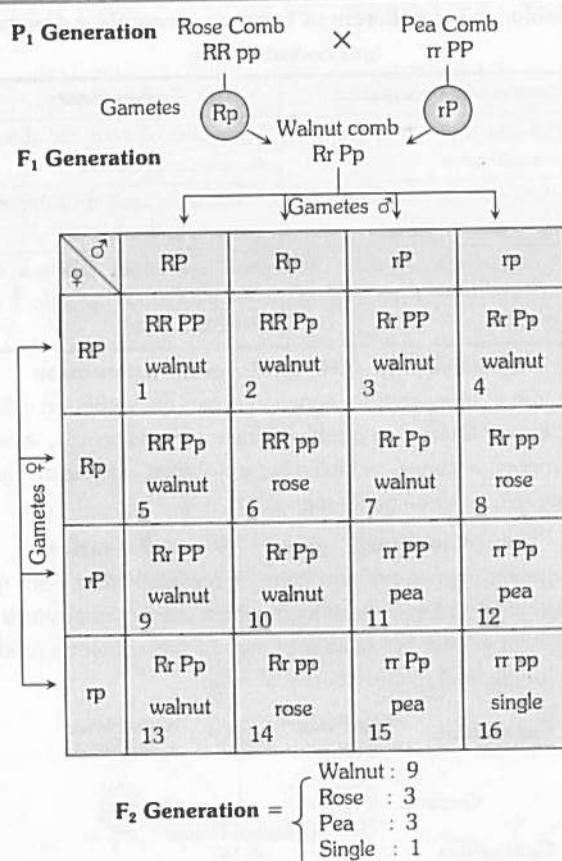 P₁ Generation Rose Comb × Pea Comb
RR pp rr PP
Gametes Rp rP
Walnut comb
F₁ Generation Rr Pp
Gametes ♂
♂ ♀ RP Rp rP rp
RP RR PP RR Pp Rr PP Rr Pp
walnut walnut walnut walnut
1 2 3 4
Rp RR Pp RR pp Rr Pp Rr pp
walnut rose walnut rose
5 6 7 8
Gametes ♀
rP Rr PP Rr Pp rr PP rr Pp
walnut walnut pea pea
9 10 11 12
rp Rr Pp Rr pp rr Pp rr pp
walnut rose pea single
13 14 15 16
F₂ Generation =
Walnut : 9
Rose : 3
Pea : 3
Single : 1